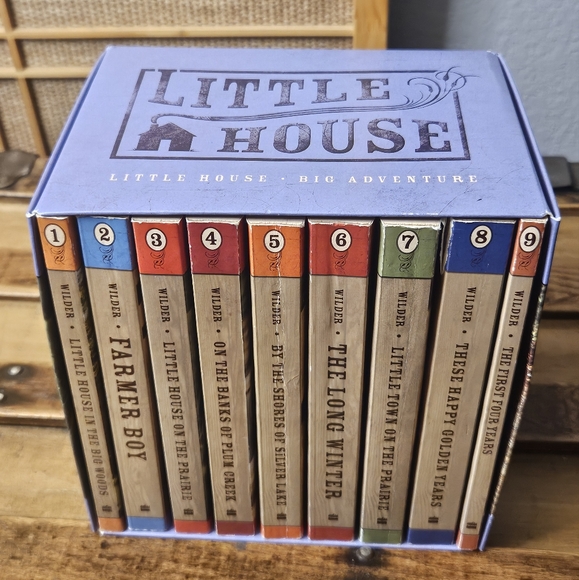 LITTLE
HOUSE
LITTLE HOUSE · BIG ADVENTURE
1
WILDER • LITTLE HOUSE IN THE BIG WOODS
2
WILDER • FARMER BOY
3
WILDER • LITTLE HOUSE ON THE PRAIRIE
4
WILDER • ON THE BANKS OF PLUM CREEK
5
WILDER • BY THE SHORES OF SILVER LAKE
6
WILDER • THE LONG WINTER
7
WILDER • LITTLE TOWN ON THE PRAIRIE
8
WILDER • THESE HAPPY GOLDEN YEARS
9
WILDER • THE FIRST FOUR YEARS